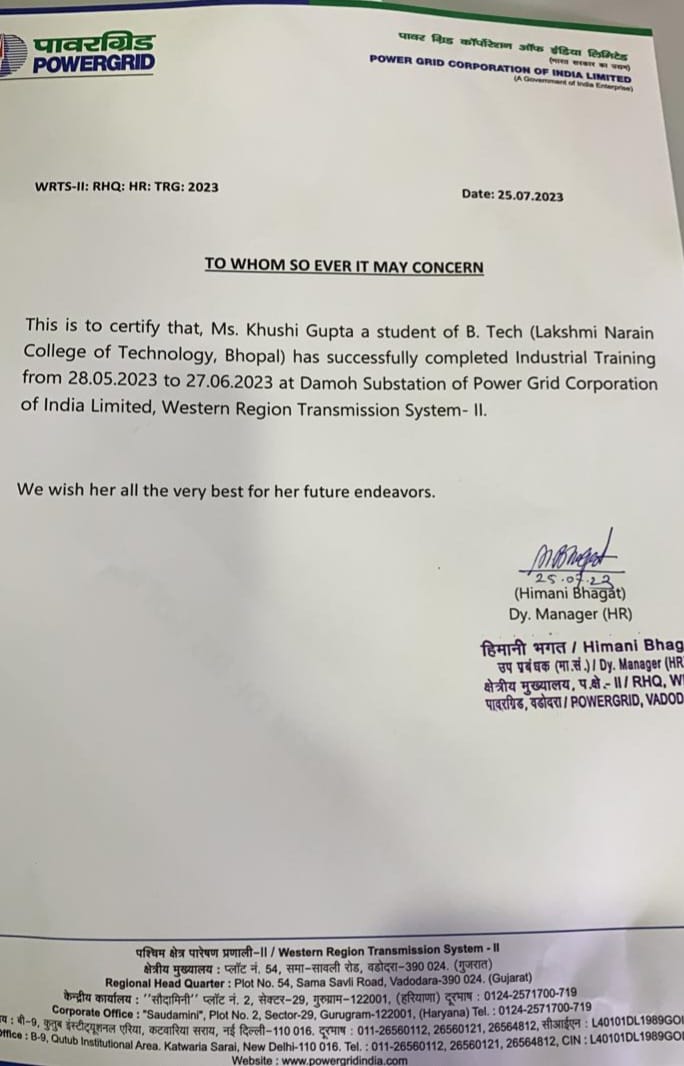 पावरग्रिड
POWERGRID
पावर ग्रिड कॉर्पोरेशन ऑफ इंडिया लिमिटेड
(भारत सरकार का उद्यम)
POWER GRID CORPORATION OF INDIA LIMITED
(A Government of India Enterprise)
WRTS-II: RHQ: HR: TRG: 2023
Date: 25.07.2023
TO WHOM SO EVER IT MAY CONCERN
This is to certify that, Ms. Khushi Gupta a student of B. Tech (Lakshmi Narain
College of Technology, Bhopal) has successfully completed Industrial Training
from 28.05.2023 to 27.06.2023 at Damoh Substation of Power Grid Corporation
of India Limited, Western Region Transmission System- II.
We wish her all the very best for her future endeavors.
25.07.23
(Himani Bhagat)
Dy. Manager (HR)
हिमानी भगत / Himani Bhag
उप प्रबंधक (मा.सं.) / Dy. Manager (HR
क्षेत्रीय मुख्यालय, प.क्षे.- II / RHQ, W
पावरग्रिड, वडोदरा / POWERGRID, VADOD
पश्चिम क्षेत्र पारेषण प्रणाली-II / Western Region Transmission System - II
क्षेत्रीय मुख्यालय : प्लॉट नं. 54, समा-सावली रोड, वडोदरा-390 024. (गुजरात)
Regional Head Quarter : Plot No. 54, Sama Savli Road, Vadodara-390 024. (Gujarat)
केन्द्रीय कार्यालय : "सौदामिनी" प्लॉट नं. 2, सेक्टर-29, गुरुग्राम-122001, (हरियाणा) दूरभाष : 0124-2571700-719
Corporate Office : "Saudamini", Plot No. 2, Sector-29, Gurugram-122001, (Haryana) Tel. : 0124-2571700-719
य : बी-9, कुतुब इंस्टीट्यूशनल एरिया, कटवारिया सराय, नई दिल्ली-110 016. दूरभाष : 011-26560112, 26560121, 26564812, सीआईएन : L40101DL1989GOI
Office : B-9, Qutub Institutional Area. Katwaria Sarai, New Delhi-110 016. Tel. : 011-26560112, 26560121, 26564812, CIN : L40101DL1989GOI
Website : www.powergridindia.com